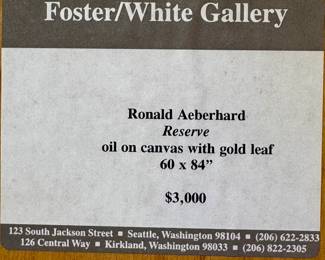 Foster/White Gallery
Ronald Aeberhard
Reserve
oil on canvas with gold leaf
60 x 84”
$3,000
123 South Jackson Street ▪ Seattle, Washington 98104 ▪ (206) 622-2833
126 Central Way ▪ Kirkland, Washington 98033 ▪ (206) 822-2305